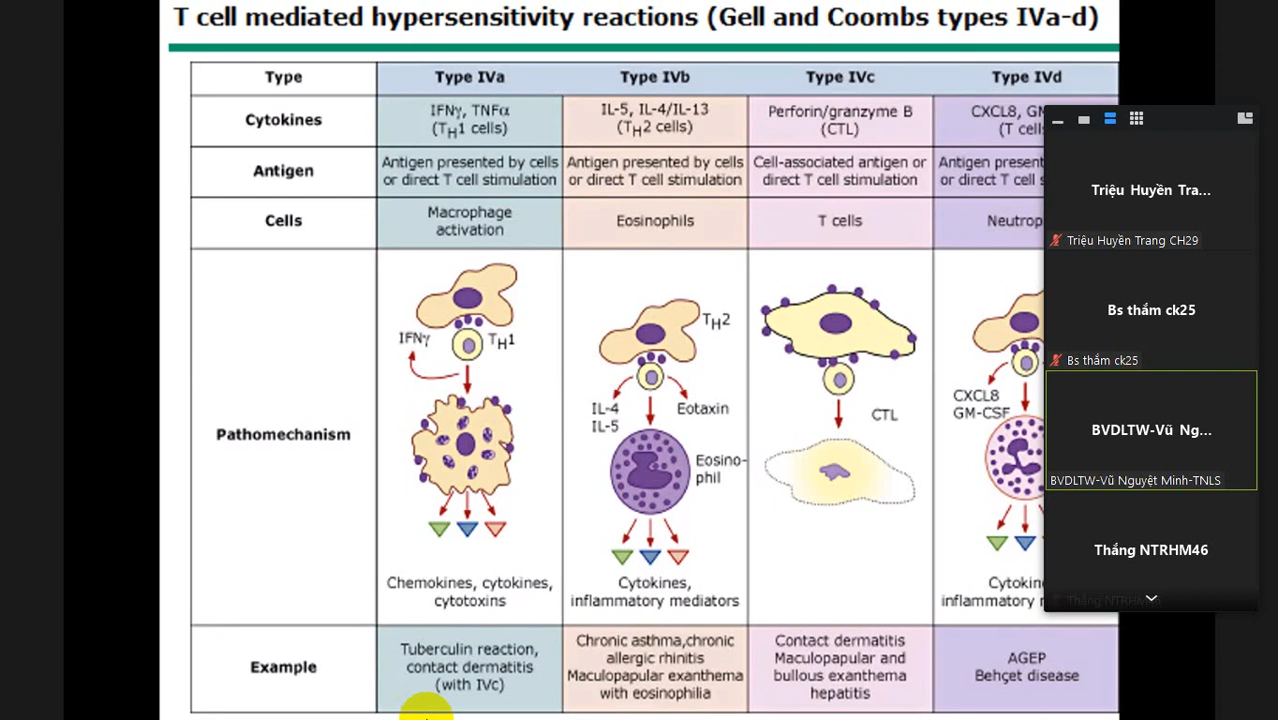 T cell mediated hypersensitivity reactions (Gell and Coombs types IVa-d)
Type
Type IVa
Type IVb
Type IVc
Type IVd
Cytokines
IFNγ, TNFα
(TH1 cells)
IL-5, IL-4/IL-13
(TH2 cells)
Perforin/granzyme B
(CTL)
CXCL8,
(T
Antigen
Antigen presented by cells
or direct T cell stimulation
Antigen presented by cells
or direct T cell stimulation
Cell-associated antigen or
direct T cell stimulation
Antigen
or direct T cell
Cells
Macrophage
activation
Eosinophils
T cells
Pathomechanism
IFNγ
TH1
Chemokines, cytokines,
cytotoxins
TH2
IL-4
IL-5
Eotaxin
Eosino-
phil
Cytokines,
inflammatory mediators
CTL
CXCL8
GM-CSF
inflammatory
Example
Tuberculin reaction,
contact dermatitis
(with IVc)
Chronic asthma,chronic
allergic rhinitis
Maculopapular exanthema
with eosinophilia
Contact dermatitis
Maculopapular and
bullous exanthema
hepatitis
AGEP
Behçet disease
Triệu Huyền Tra...
Triệu Huyền Trang CH29
Bs thắm ck25
Bs thắm ck25
BVDLTW-Vũ Ng...
BVDLTW-Vũ Nguyệt Minh-TNLS
Thắng NTRHM46